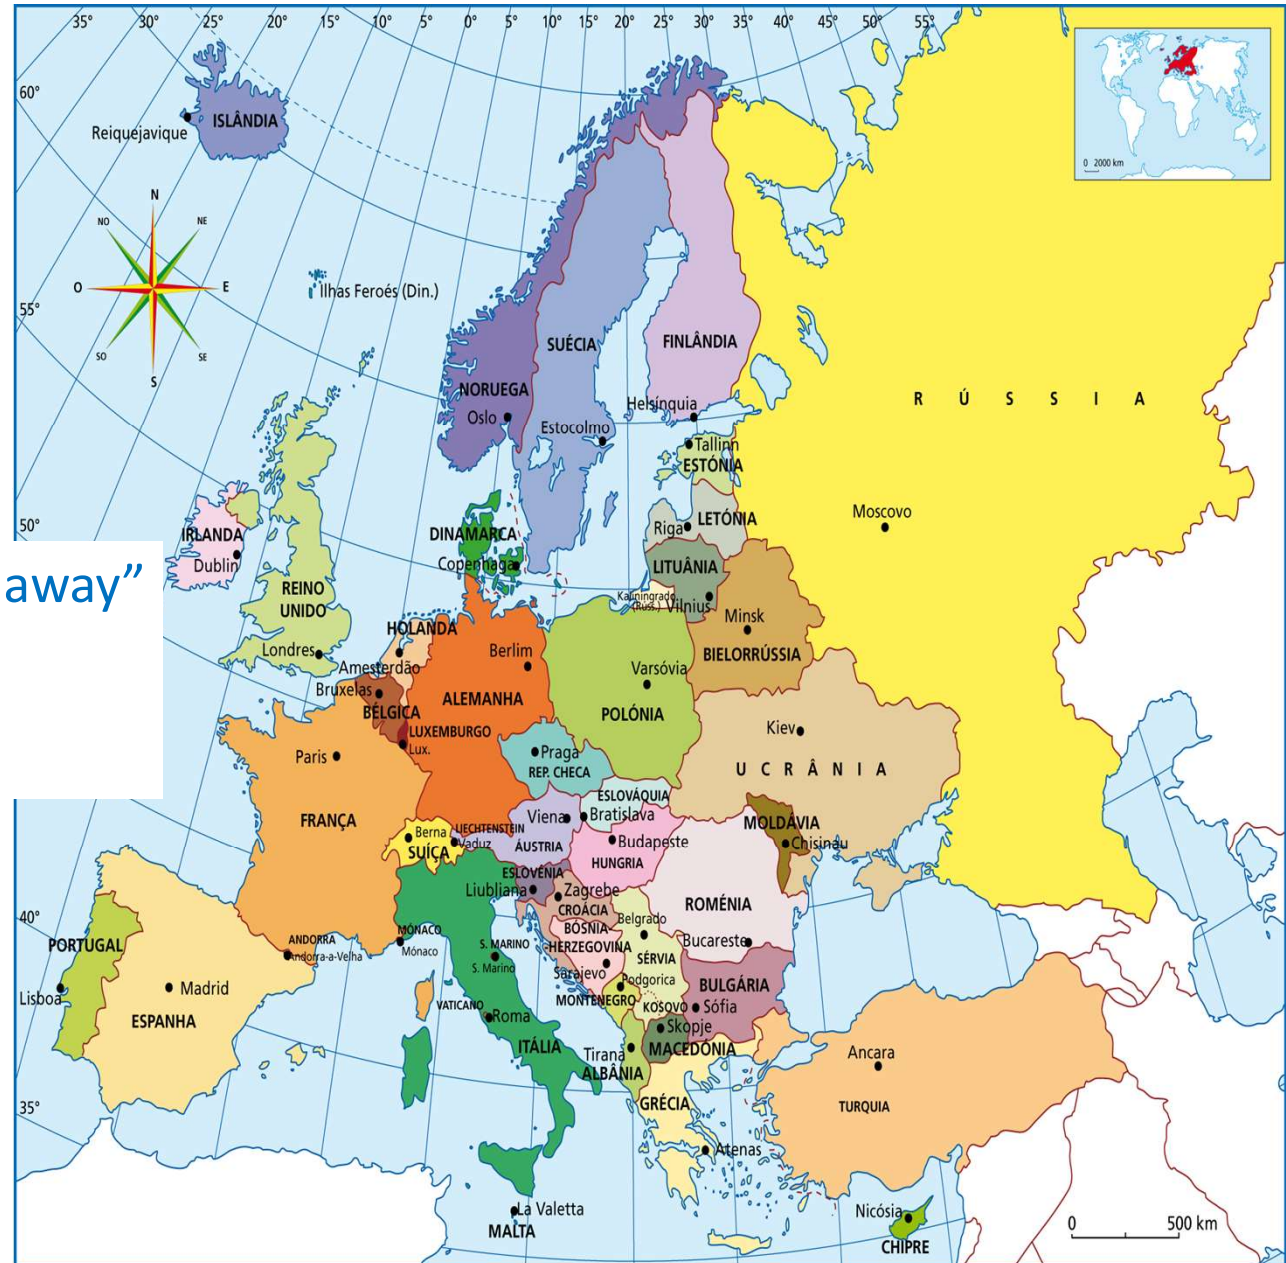 35° 30° 25° 20° 15° 10° 0° 5° 10° 15° 20° 25° 30° 35° 40° 45° 50° 55°
60°
55°
50°
40°
35°
0 2000 km
N
NO NE
O E
SO SE
S
ISLÂNDIA
Reiquejavique
Ilhas Feroés (Din.)
NORUEGA
Oslo
SUÉCIA
Estocolmo
FINLÂNDIA
Helsínquia
Tallinn
ESTÓNIA
RÚSSIA
Moscovo
Riga
LETÓNIA
LITUÂNIA
Vilnius
Kaliningrado
(Rúss.)
DINAMARCA
Copenhaga
IRLANDA
Dublin
away”
REINO
UNIDO
Londres
HOLANDA
Amesterdão
Bruxelas
BÉLGICA
LUXEMBURGO
Lux.
Berlim
ALEMANHA
Varsóvia
POLÓNIA
Minsk
BIELORRÚSSIA
Kiev
UCRÂNIA
Paris
FRANÇA
Praga
REP. CHECA
ESLOVÁQUIA
Bratislava
Viena
ÁUSTRIA
LIECHTENSTEIN
Vaduz
Berna
SUÍÇA
Budapeste
HUNGRIA
MOLDÁVIA
Chisinau
ESLOVÉNIA
Liubliana
Zagrebe
CROÁCIA
BÓSNIA-
HERZEGOVINA
Sarajevo
Belgrado
SÉRVIA
ROMÉNIA
Bucareste
BULGÁRIA
Sófia
Podgorica
MONTENEGRO
KOSOVO
Skopje
MACEDÓNIA
Tirana
ALBÂNIA
GRÉCIA
Atenas
PORTUGAL
Lisboa
Madrid
ESPANHA
ANDORRA
Andorra-a-Velha
MÓNACO
Mónaco
S. MARINO
S. Marino
VATICANO
Roma
ITÁLIA
La Valetta
MALTA
Ancara
TURQUIA
Nicósia
CHIPRE
0 500 km